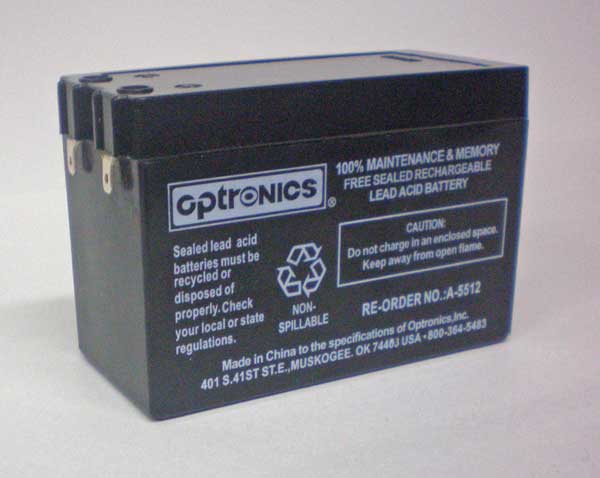 OPTRONICS®
100% MAINTENANCE & MEMORY
FREE SEALED RECHARGEABLE
LEAD ACID BATTERY
Sealed lead acid
batteries must be
recycled or
disposed of
properly. Check
your local or state
regulations.
NON-
SPILLABLE
CAUTION:
Do not charge in an enclosed space.
Keep away from open flame.
RE-ORDER NO.:A-5512
Made in China to the specifications of Optronics,Inc.
401 S.41ST ST.E.,MUSKOGEE. OK 74403 USA • 800-364-5483